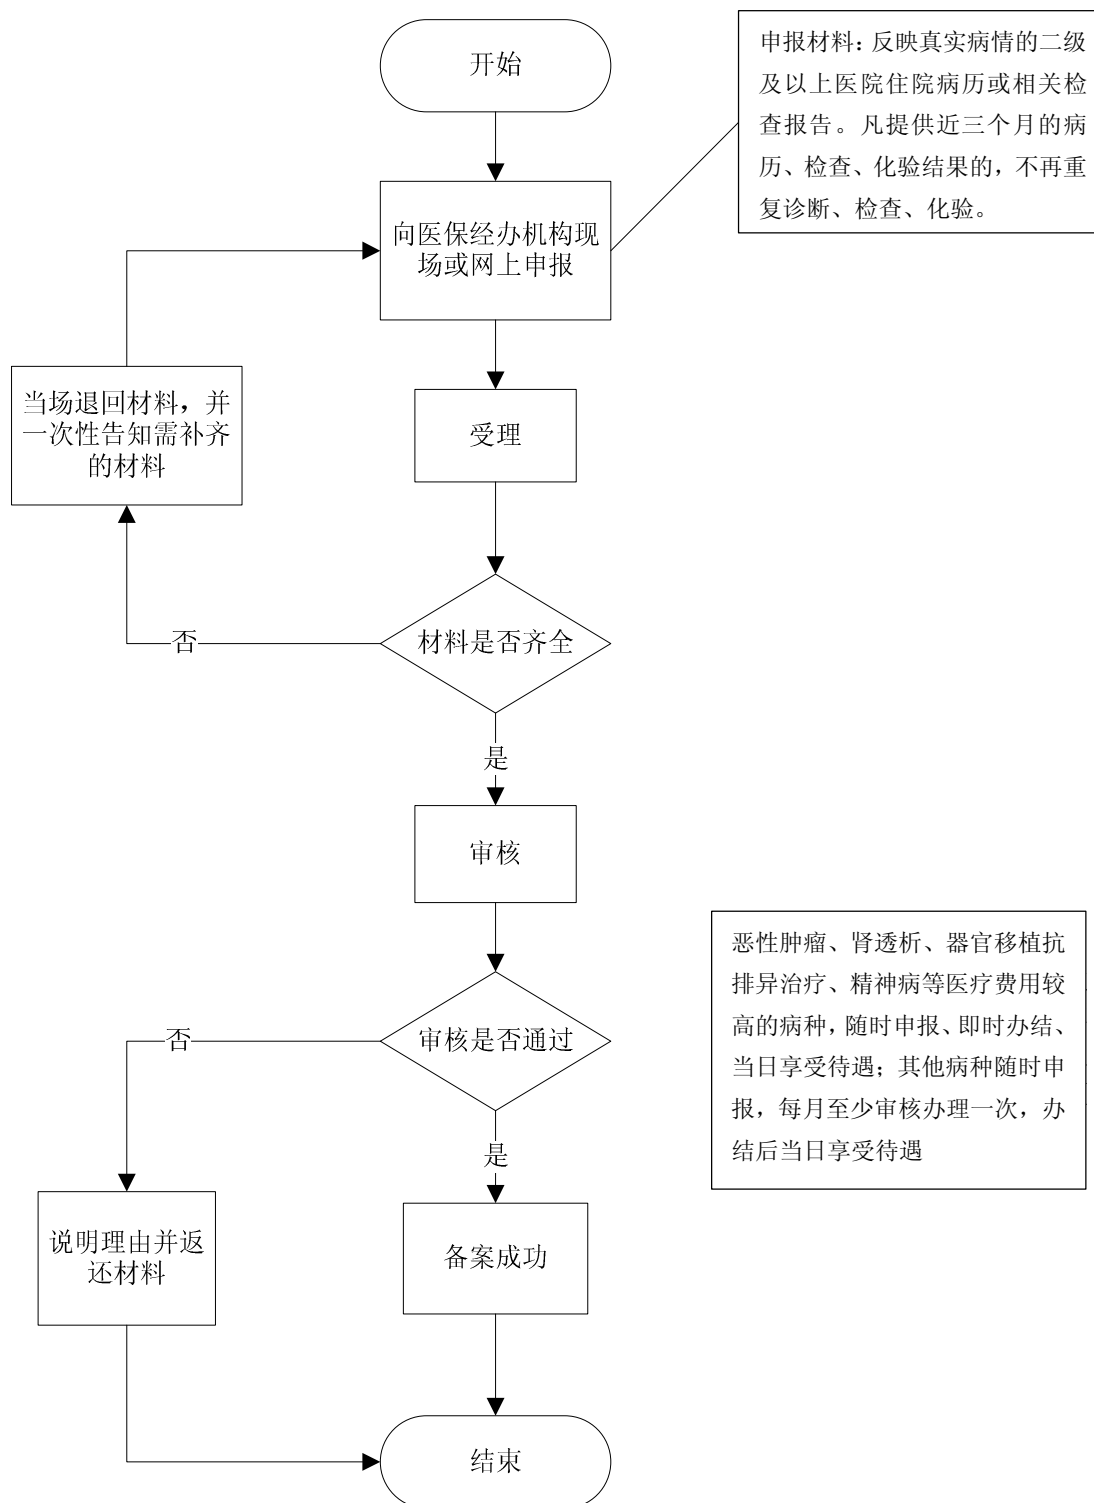 开始
申报材料：反映真实病情的二级
及以上医院住院病历或相关检
查报告。凡提供近三个月的病
历、检查、化验结果的，不再重
复诊断、检查、化验。
向医保经办机构现
场或网上申报
当场退回材料，并
一次性告知需补齐
的材料
受理
否
材料是否齐全
是
审核
恶性肿瘤、肾透析、器官移植抗
排异治疗、精神病等医疗费用较
高的病种，随时申报、即时办结、
当日享受待遇；其他病种随时申
报，每月至少审核办理一次，办
结后当日享受待遇
否
审核是否通过
是
说明理由并返
还材料
备案成功
结束